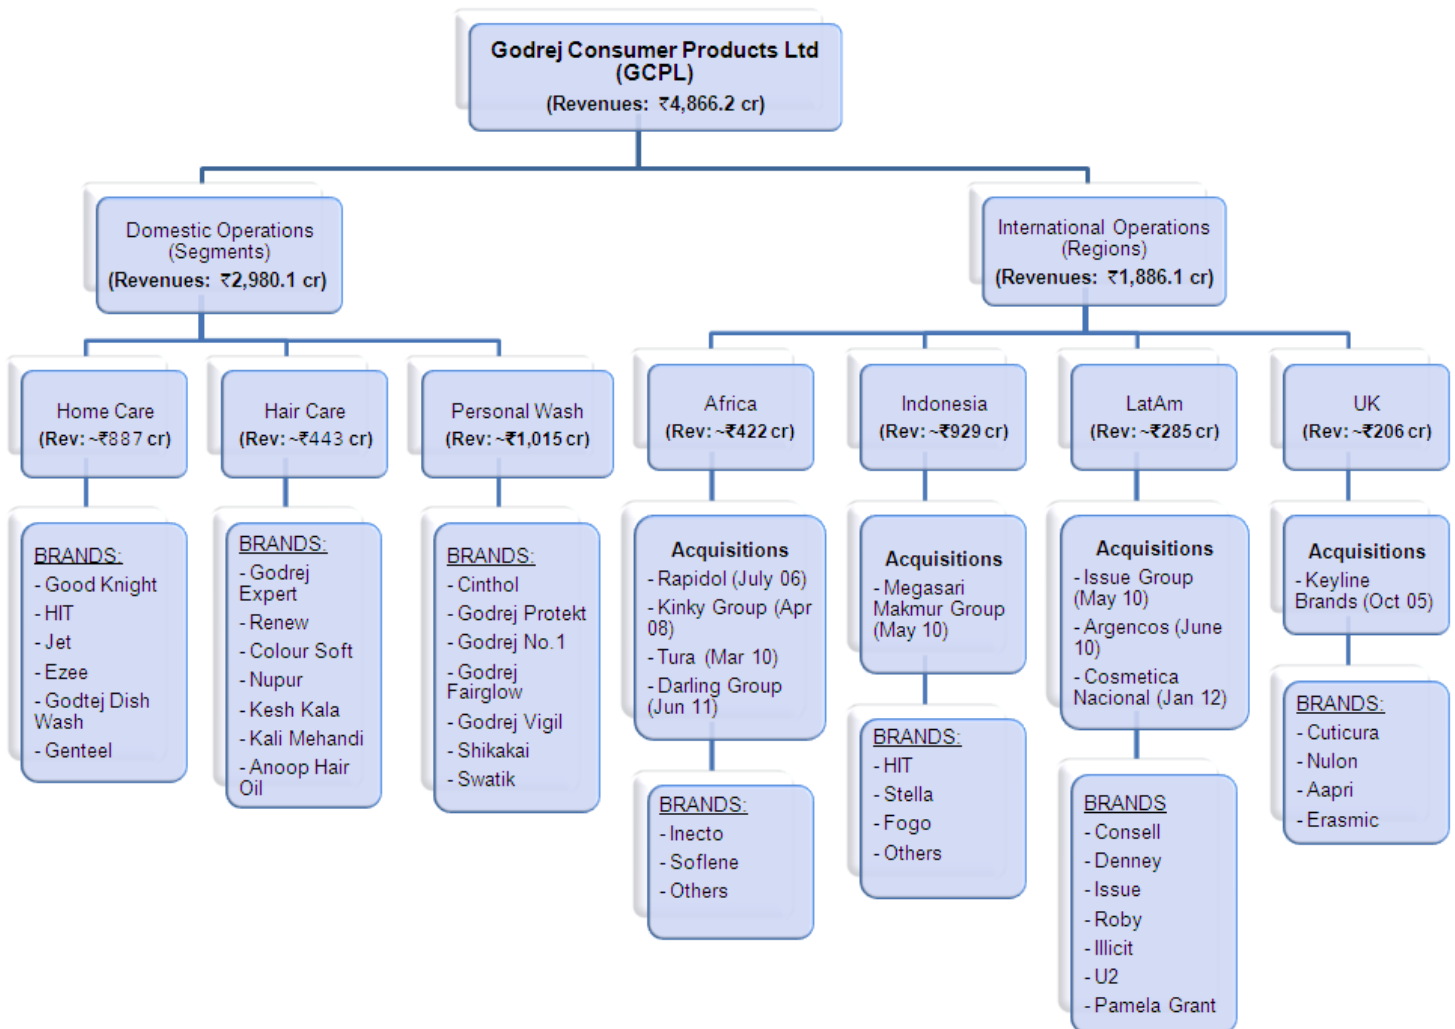 Godrej Consumer Products Ltd
(GCPL)
(Revenues: ₹4,866.2 cr)
Domestic Operations
(Segments)
(Revenues: ₹2,980.1 cr)
International Operations
(Regions)
(Revenues: ₹1,886.1 cr)
Home Care
(Rev: ~₹887 cr)
Hair Care
(Rev: ~₹443 cr)
Personal Wash
(Rev: ~₹1,015 cr)
Africa
(Rev: ~₹422 cr)
Indonesia
(Rev: ~₹929 cr)
LatAm
(Rev: ~₹285 cr)
UK
(Rev: ~₹206 cr)
BRANDS:
- Good Knight
- HIT
- Jet
- Ezee
- Godtej Dish
Wash
- Genteel
BRANDS:
- Godrej
Expert
- Renew
- Colour Soft
- Nupur
- Kesh Kala
- Kali Mehandi
- Anoop Hair
Oil
BRANDS:
- Cinthol
- Godrej Protekt
- Godrej No.1
- Godrej
Fairglow
- Godrej Vigil
- Shikakai
- Swatik
Acquisitions
- Rapidol (July 06)
- Kinky Group (Apr
08)
- Tura (Mar 10)
- Darling Group
(Jun 11)
BRANDS:
- Inecto
- Soflene
- Others
Acquisitions
- Megasari
Makmur Group
(May 10)
BRANDS:
- HIT
- Stella
- Fogo
- Others
Acquisitions
- Issue Group
(May 10)
- Argencos (June
10)
- Cosmetica
Nacional (Jan 12)
BRANDS
- Consell
- Denney
- Issue
- Roby
- Illicit
- U2
- Pamela Grant
Acquisitions
- Keyline
Brands (Oct 05)
BRANDS:
- Cuticura
- Nulon
- Aapri
- Erasmic